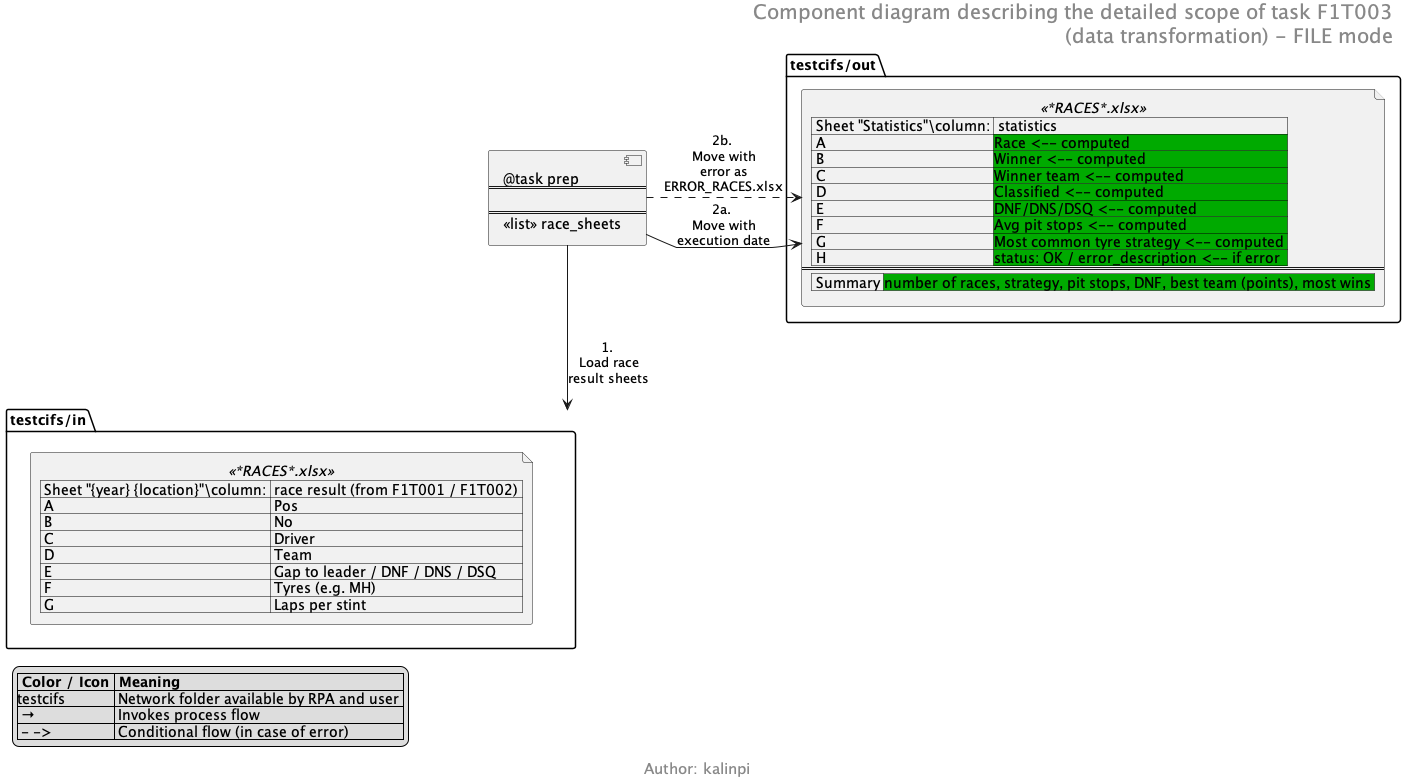 Component diagram describing the detailed scope of task F1T003
(data transformation) - FILE mode
testcifs/out
«*RACES*.xlsx»
Sheet "Statistics"\column: statistics
A Race <-- computed
B Winner <-- computed
C Winner team <-- computed
D Classified <-- computed
E DNF/DNS/DSQ <-- computed
F Avg pit stops <-- computed
G Most common tyre strategy <-- computed
H status: OK / error_description <-- if error
Summary number of races, strategy, pit stops, DNF, best team (points), most wins
@task prep
«list» race_sheets
2b.
Move with
error as
ERROR_RACES.xlsx
2a.
Move with
execution date
1.
Load race
result sheets
testcifs/in
«*RACES*.xlsx»
Sheet "{year} {location}"\column: race result (from F1T001 / F1T002)
A Pos
B No
C Driver
D Team
E Gap to leader / DNF / DNS / DSQ
F Tyres (e.g. MH)
G Laps per stint
Color / Icon Meaning
testcifs Network folder available by RPA and user
→ Invokes process flow
- -> Conditional flow (in case of error)
Author: kalinpi